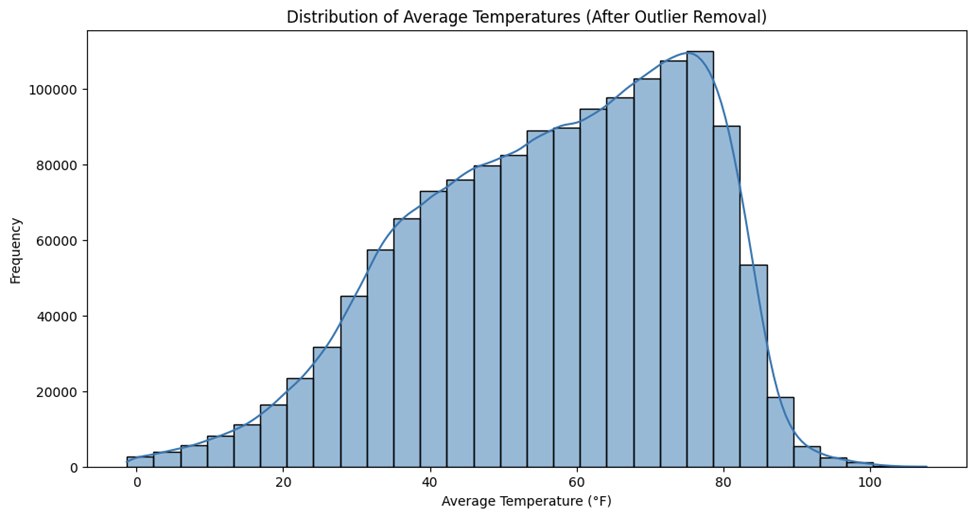 Distribution of Average Temperatures (After Outlier Removal)
100000
80000
60000
40000
20000
0
Frequency
0 20 40 60 80 100
Average Temperature (°F)